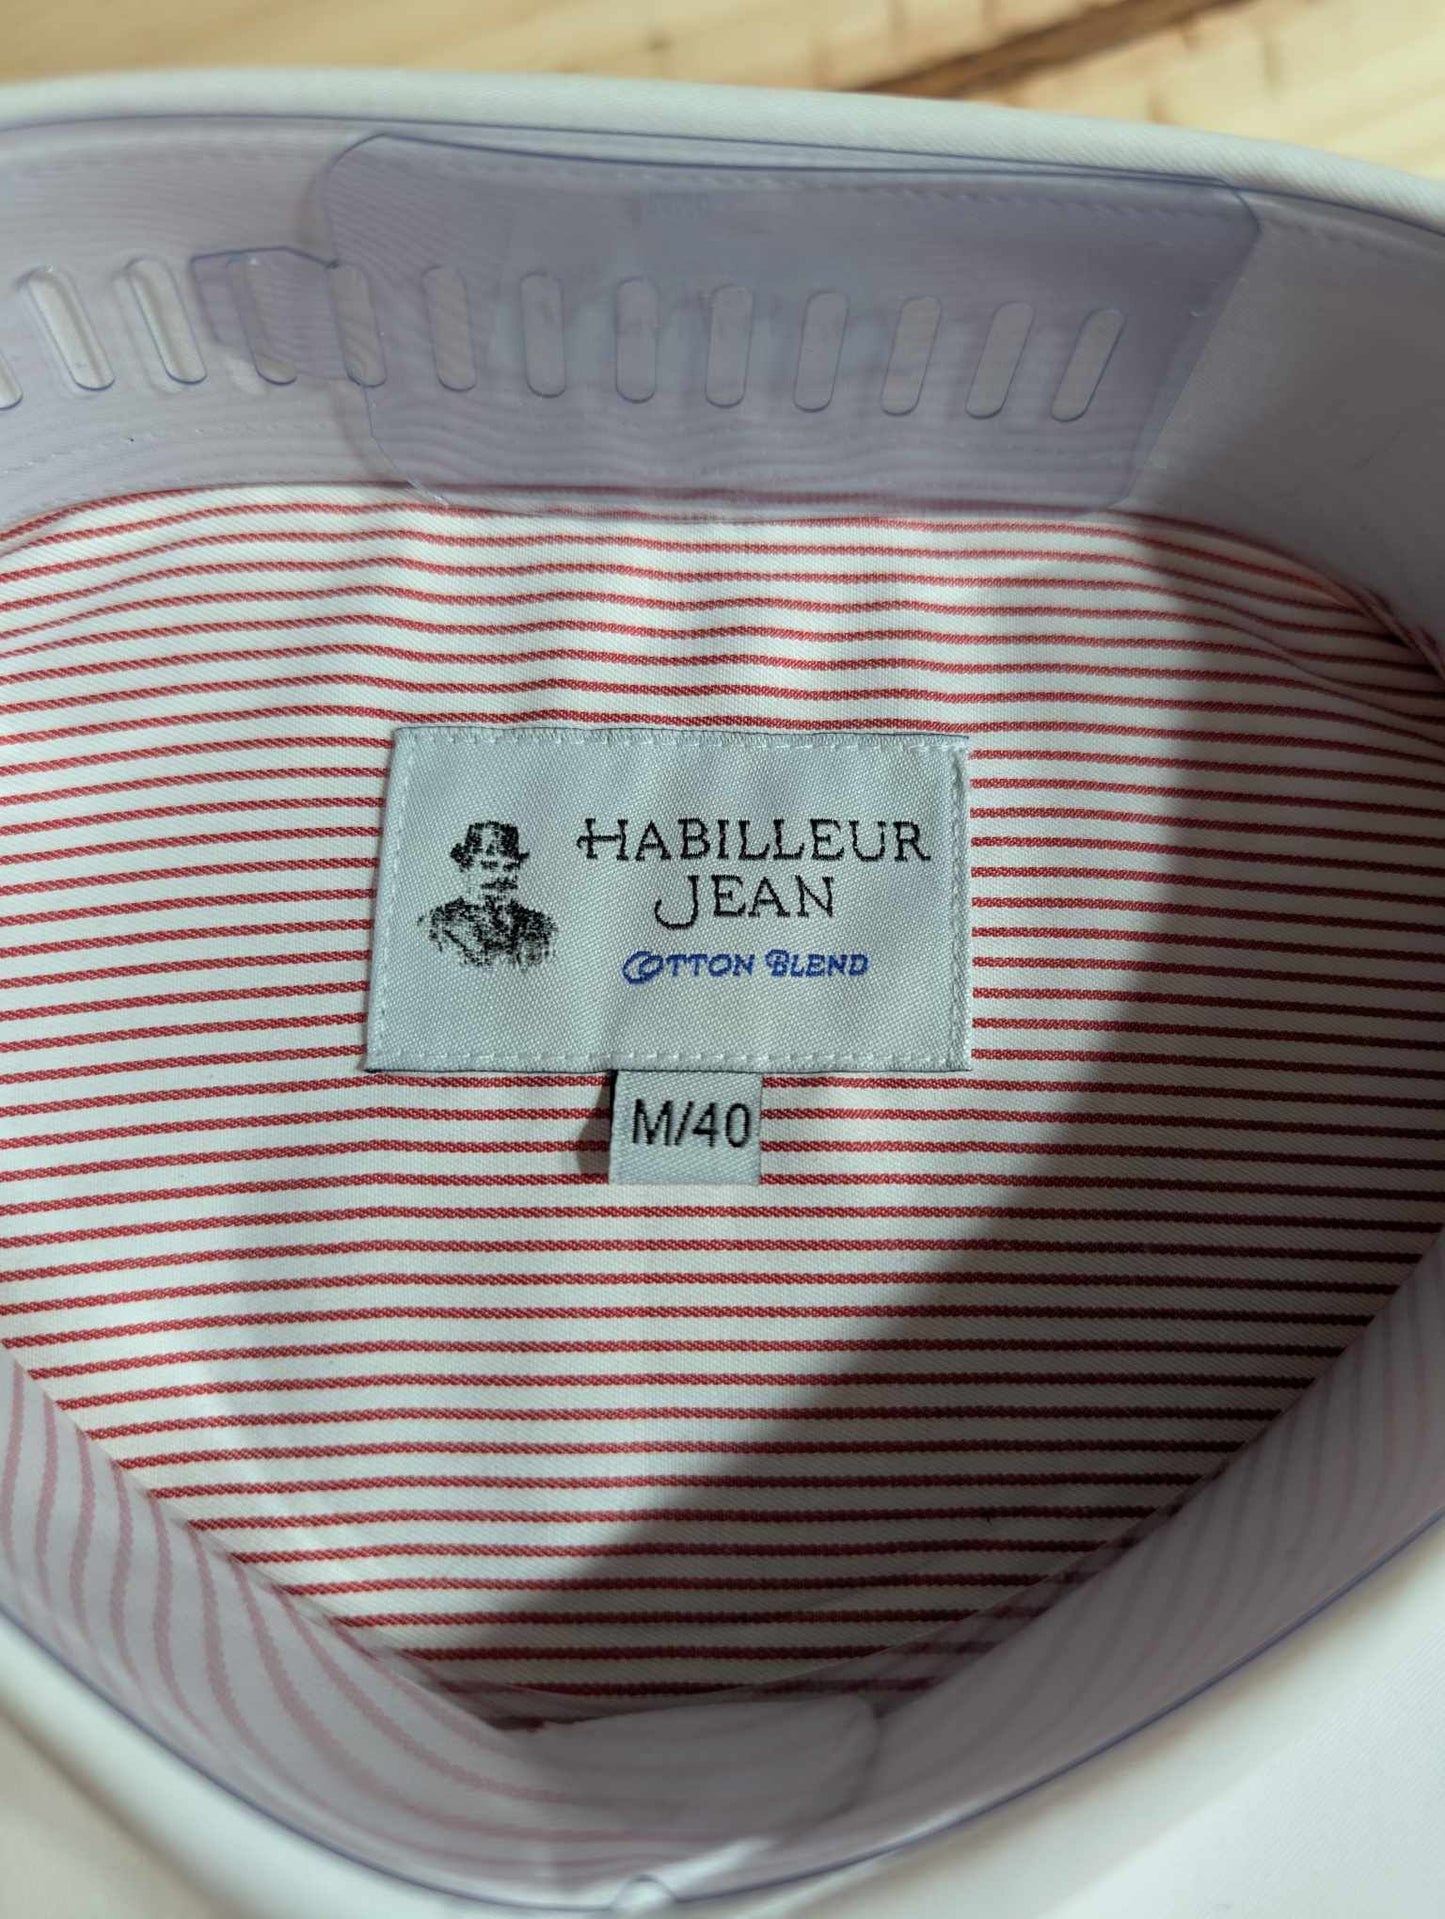 HABILLEUR
JEAN
COTTON BLEND
M/40